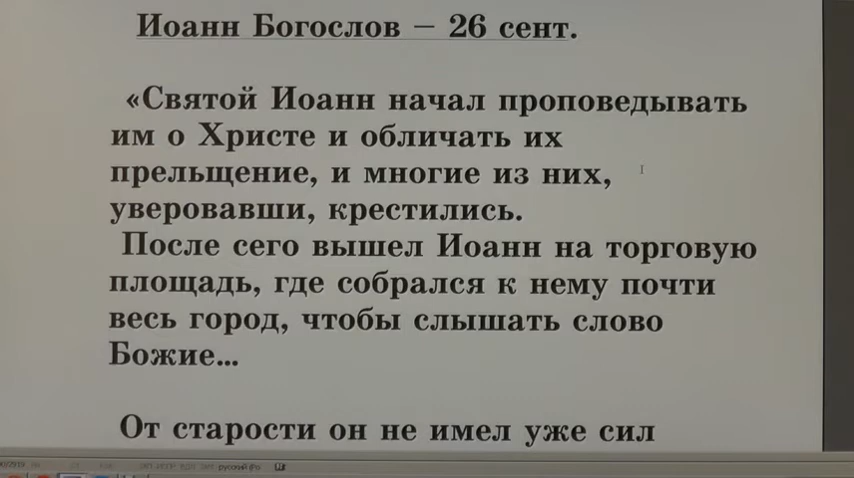 Иоанн Богослов – 26 сент.
«Святой Иоанн начал проповедывать
им о Христе и обличать их
прельщение, и многие из них,
уверовавши, крестились.
После сего вышел Иоанн на торговую
площадь, где собрался к нему почти
весь город, чтобы слышать слово
Божие...
От старости он не имел уже сил
русский (Ро